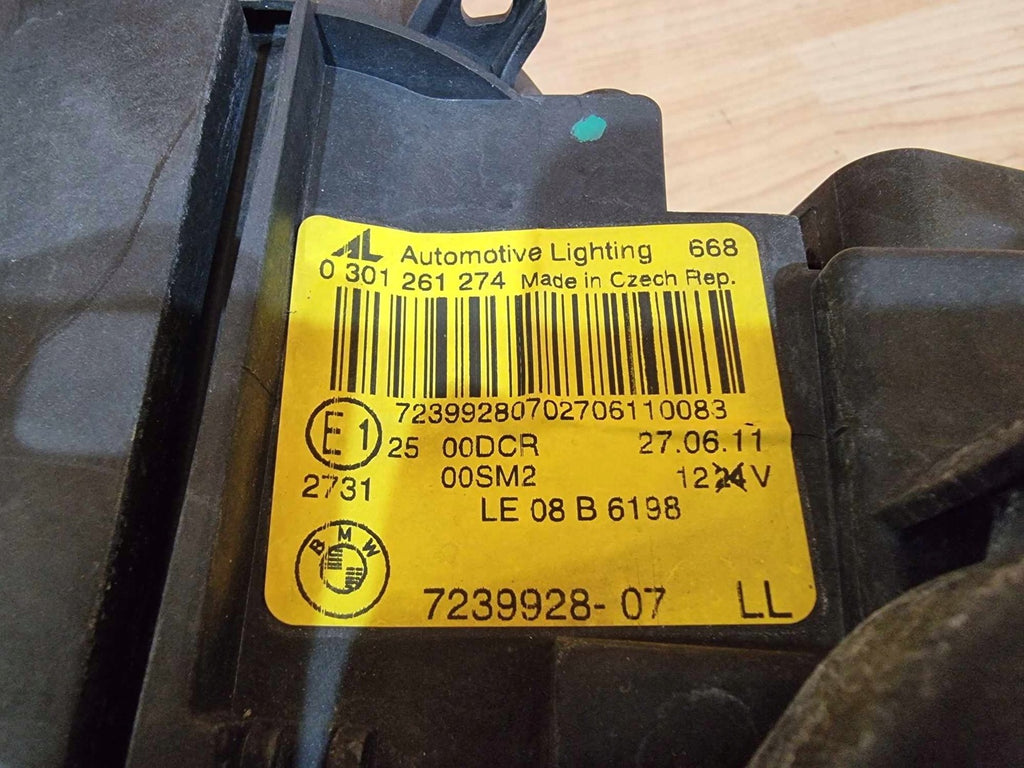 AL Automotive Lighting 668
0 301 261 274 Made in Czech Rep.
72399280702706110083
E1 25 00DCR 27.06.11
2731 00SM2 1224 V
LE 08 B 6198
BMW
7239928-07 LL